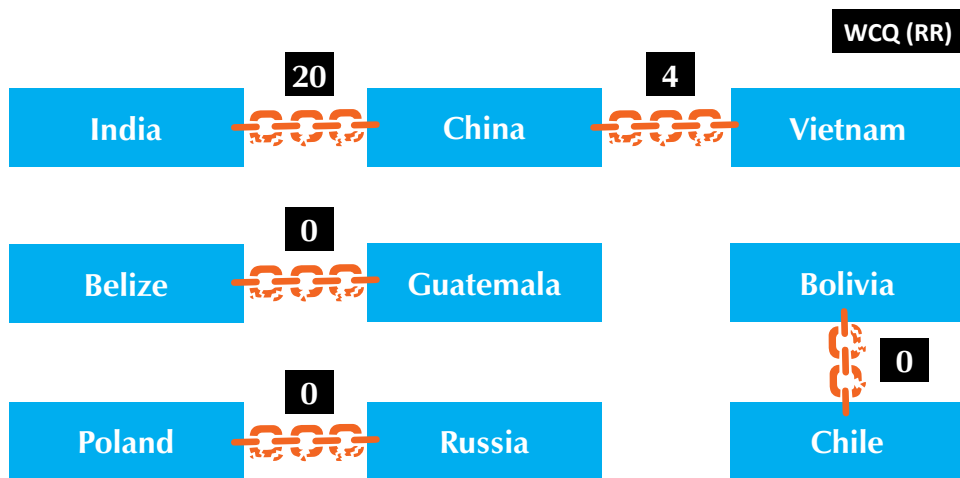 WCQ (RR)
20
4
India
China
Vietnam
0
Belize
Guatemala
Bolivia
0
0
Poland
Russia
Chile